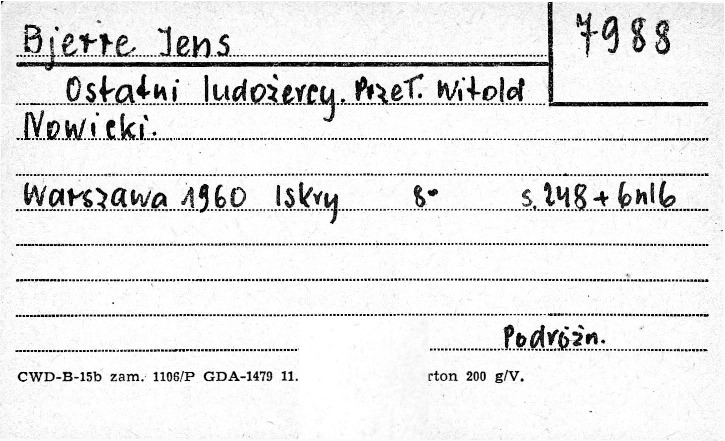 Bjerre Jens
7988
Ostatni ludożercy. Przeł. Witold
Nowicki.
Warszawa 1960 Iskry 8° s. 248 + 6nlb
Podróżn.
CWD-B-15b zam. 1106/P GDA-1479 11. rton 200 g/V.